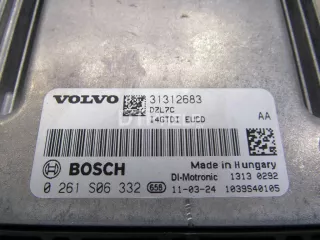 VOLVO 31312683
DZL7C
I4GTDI EUCD AA
BOSCH Made in Hungary
DI-Motronic 1313 0292
0 261 S06 332 656 11-03-24 1039S40105